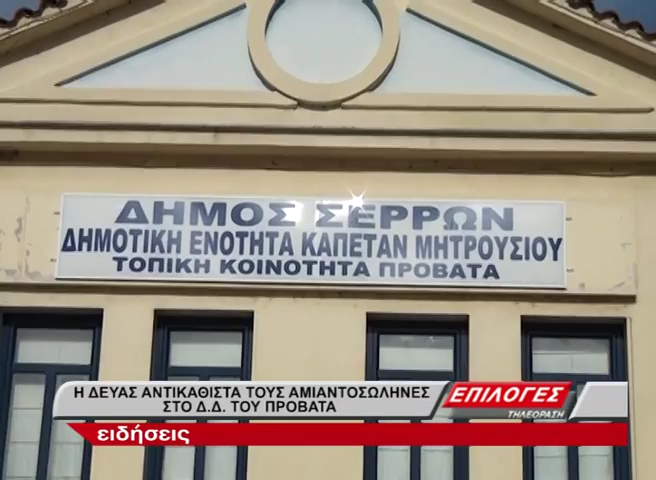 ΔΗΜΟΣ ΣΕΡΡΩΝ
ΔΗΜΟΤΙΚΗ ΕΝΟΤΗΤΑ ΚΑΠΕΤΑΝ ΜΗΤΡΟΥΣΙΟΥ
ΤΟΠΙΚΗ ΚΟΙΝΟΤΗΤΑ ΠΡΟΒΑΤΑ
Η ΔΕΥΑΣ ΑΝΤΙΚΑΘΙΣΤΑ ΤΟΥΣ ΑΜΙΑΝΤΟΣΩΛΗΝΕΣ
ΣΤΟ Δ.Δ. ΤΟΥ ΠΡΟΒΑΤΑ
ΕΠΙΛΟΓΕΣ
ΤΗΛΕΟΡΑΣΗ
ειδήσεις